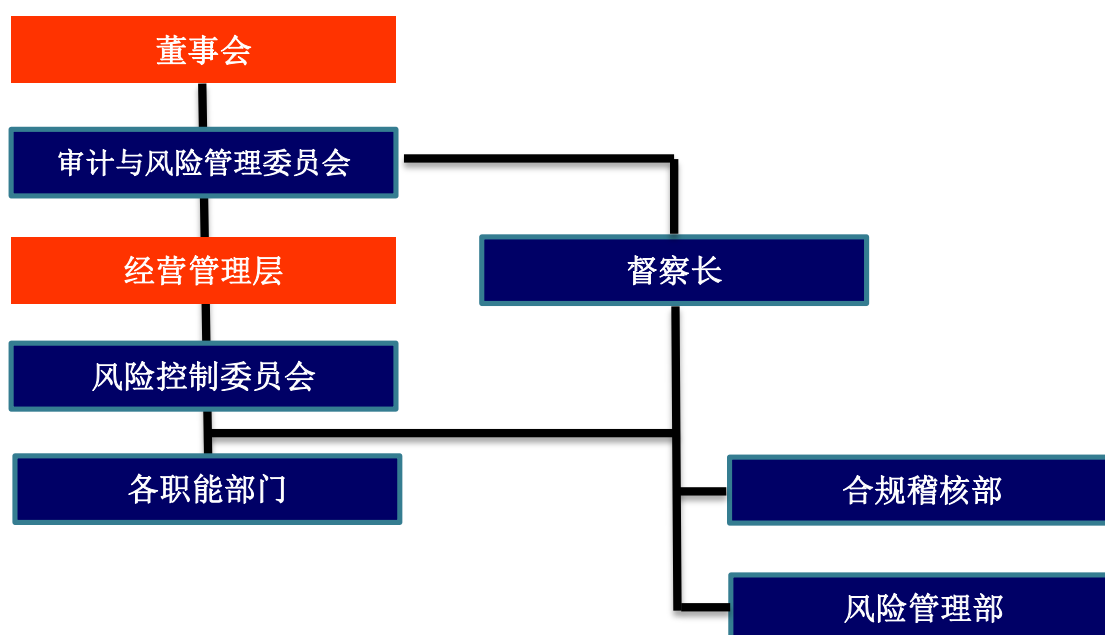 董事会
审计与风险管理委员会
经营管理层
督察长
风险控制委员会
各职能部门
合规稽核部
风险管理部